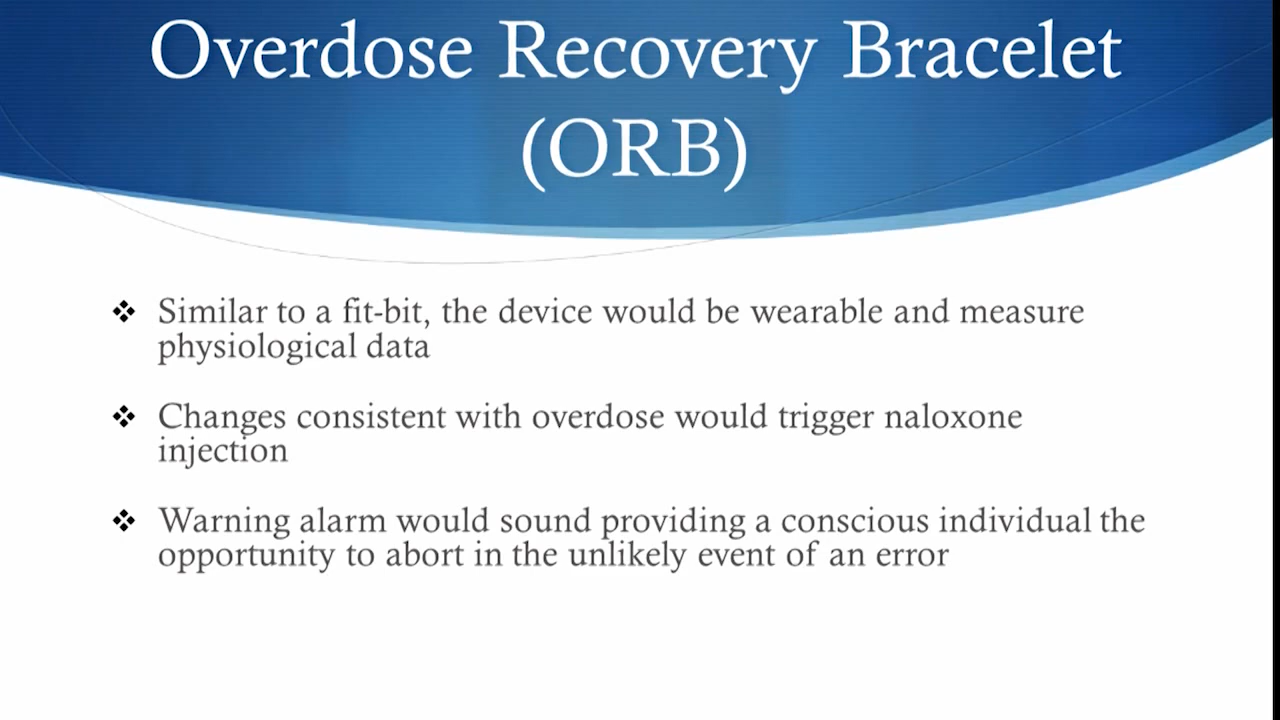 Overdose Recovery Bracelet
(ORB)
❖ Similar to a fit-bit, the device would be wearable and measure
physiological data
❖ Changes consistent with overdose would trigger naloxone
injection
❖ Warning alarm would sound providing a conscious individual the
opportunity to abort in the unlikely event of an error